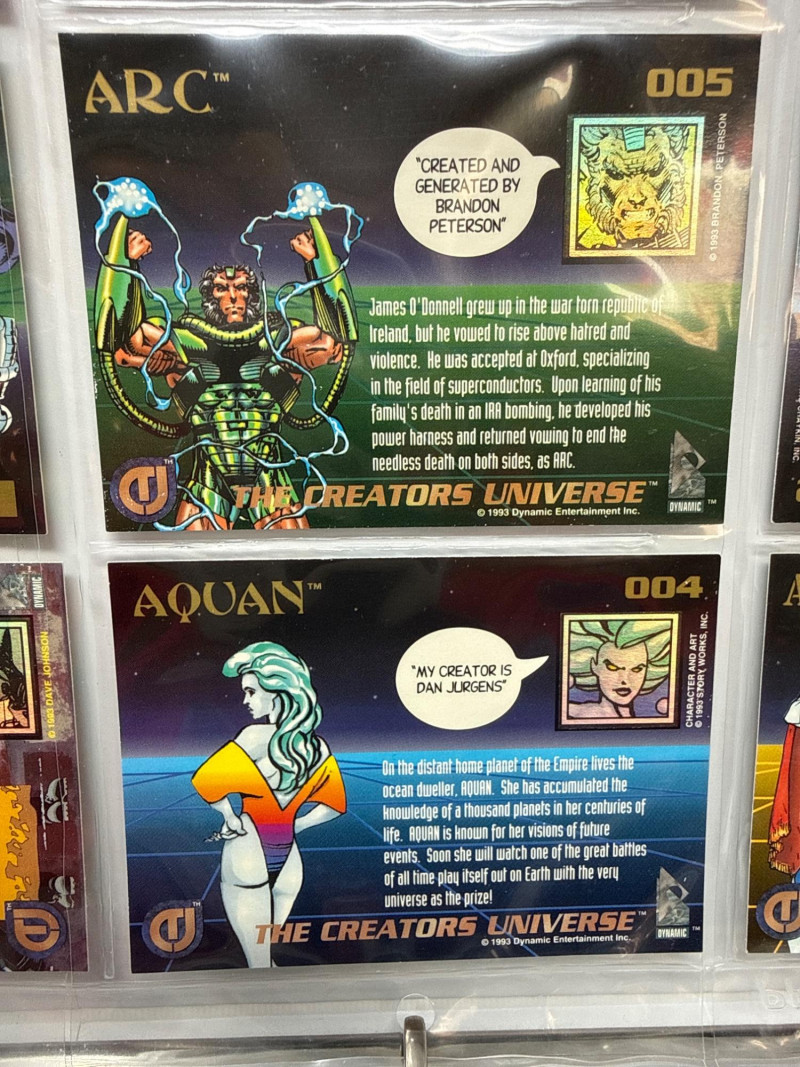 ARC™
005
"CREATED AND
GENERATED BY
BRANDON
PETERSON"
© 1993 BRANDON PETERSON
James O'Donnell grew up in the war torn republic of
Ireland, but he vowed to rise above hatred and
violence. He was accepted at Oxford, specializing
in the field of superconductors. Upon learning of his
family's death in an IRA bombing, he developed his
power harness and returned vowing to end the
needless death on both sides, as ARC.
THE CREATORS UNIVERSE™
© 1993 Dynamic Entertainment Inc.
DYNAMIC ™
AQUAN™
004
"MY CREATOR IS
DAN JURGENS"
CHARACTER AND ART
© 1993 STORY WORKS, INC.
On the distant home planet of the Empire lives the
ocean dweller, AQUAN. She has accumulated the
knowledge of a thousand planets in her centuries of
life. AQUAN is known for her visions of future
events. Soon she will watch one of the great battles
of all time play itself out on Earth with the very
universe as the prize!
THE CREATORS UNIVERSE™
© 1993 Dynamic Entertainment Inc.
DYNAMIC ™
DYNAMIC
© 1993 DAVE JOHNSON